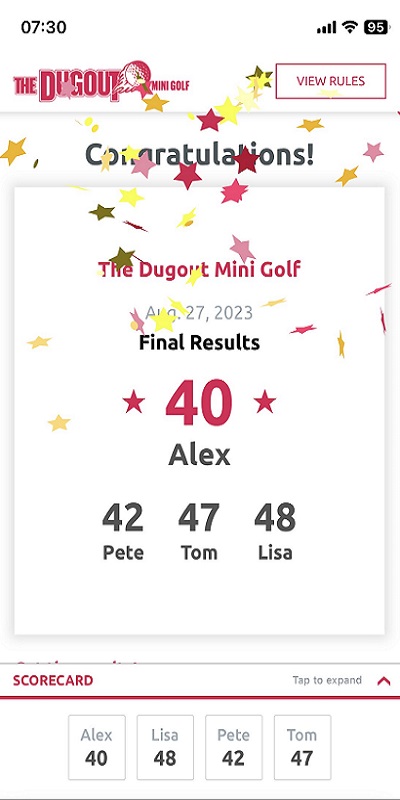 07:30
95
THE DUGOUT MINI GOLF
VIEW RULES
Congratulations!
The Dugout Mini Golf
Aug. 27, 2023
Final Results
40
Alex
42 47 48
Pete Tom Lisa
SCORECARD Tap to expand
Alex Lisa Pete Tom
40 48 42 47